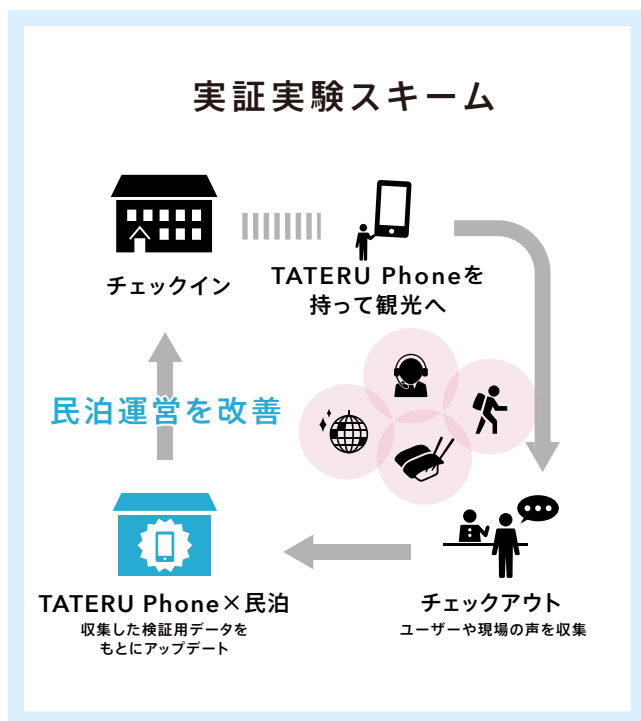 実証実験スキーム
チェックイン
TATERU Phoneを
持って観光へ
民泊運営を改善
TATERU Phone×民泊
収集した検証用データを
もとにアップデート
チェックアウト
ユーザーや現場の声を収集